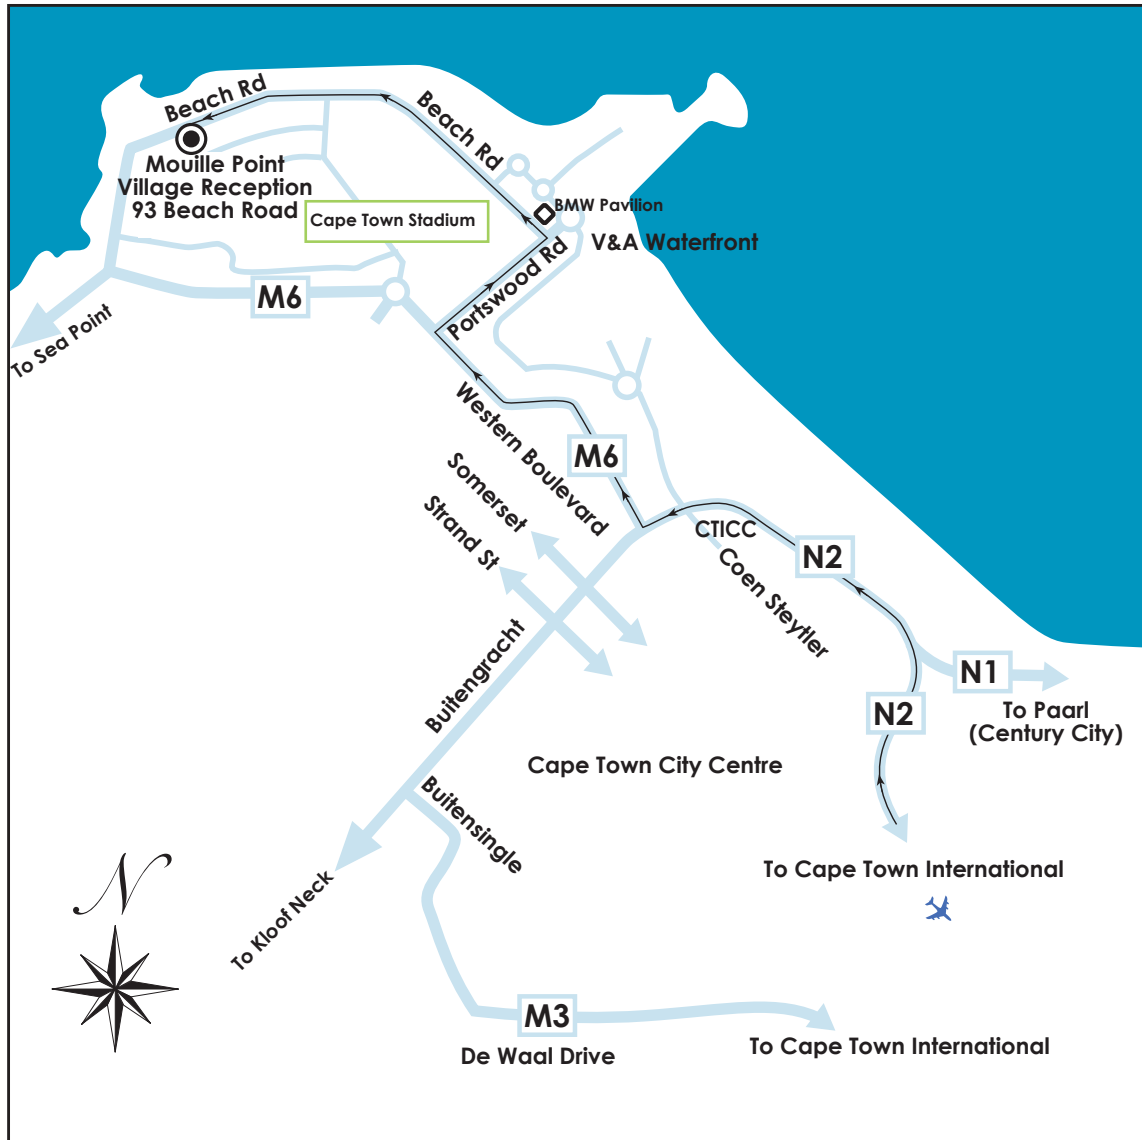 Beach Rd
Beach Rd
Mouille Point
Village Reception
93 Beach Road
Cape Town Stadium
BMW Pavilion
V&A Waterfront
Portswood Rd
M6
To Sea Point
Western Boulevard
M6
Somerset
Strand St
CTICC
N2
Coen Steytler
Buitengracht
N1
N2
To Paarl
(Century City)
Cape Town City Centre
Buitensingle
To Cape Town International
To Kloof Neck
N
M3
De Waal Drive
To Cape Town International